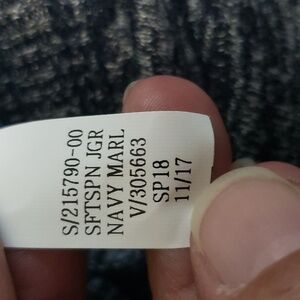 S/215790-00
SFTSPN JGR
NAVY MARL
V/305663
SP18
11/17